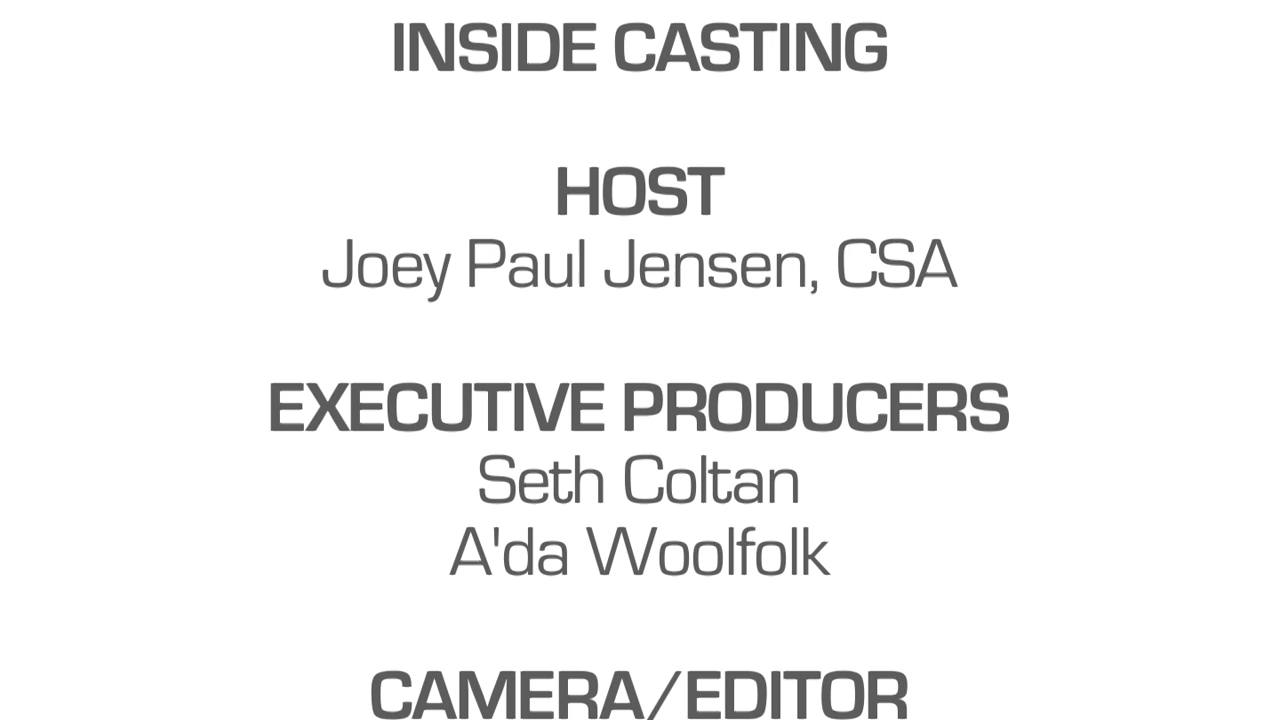 INSIDE CASTING
HOST
Joey Paul Jensen, CSA
EXECUTIVE PRODUCERS
Seth Coltan
A'da Woolfolk
CAMERA/EDITOR